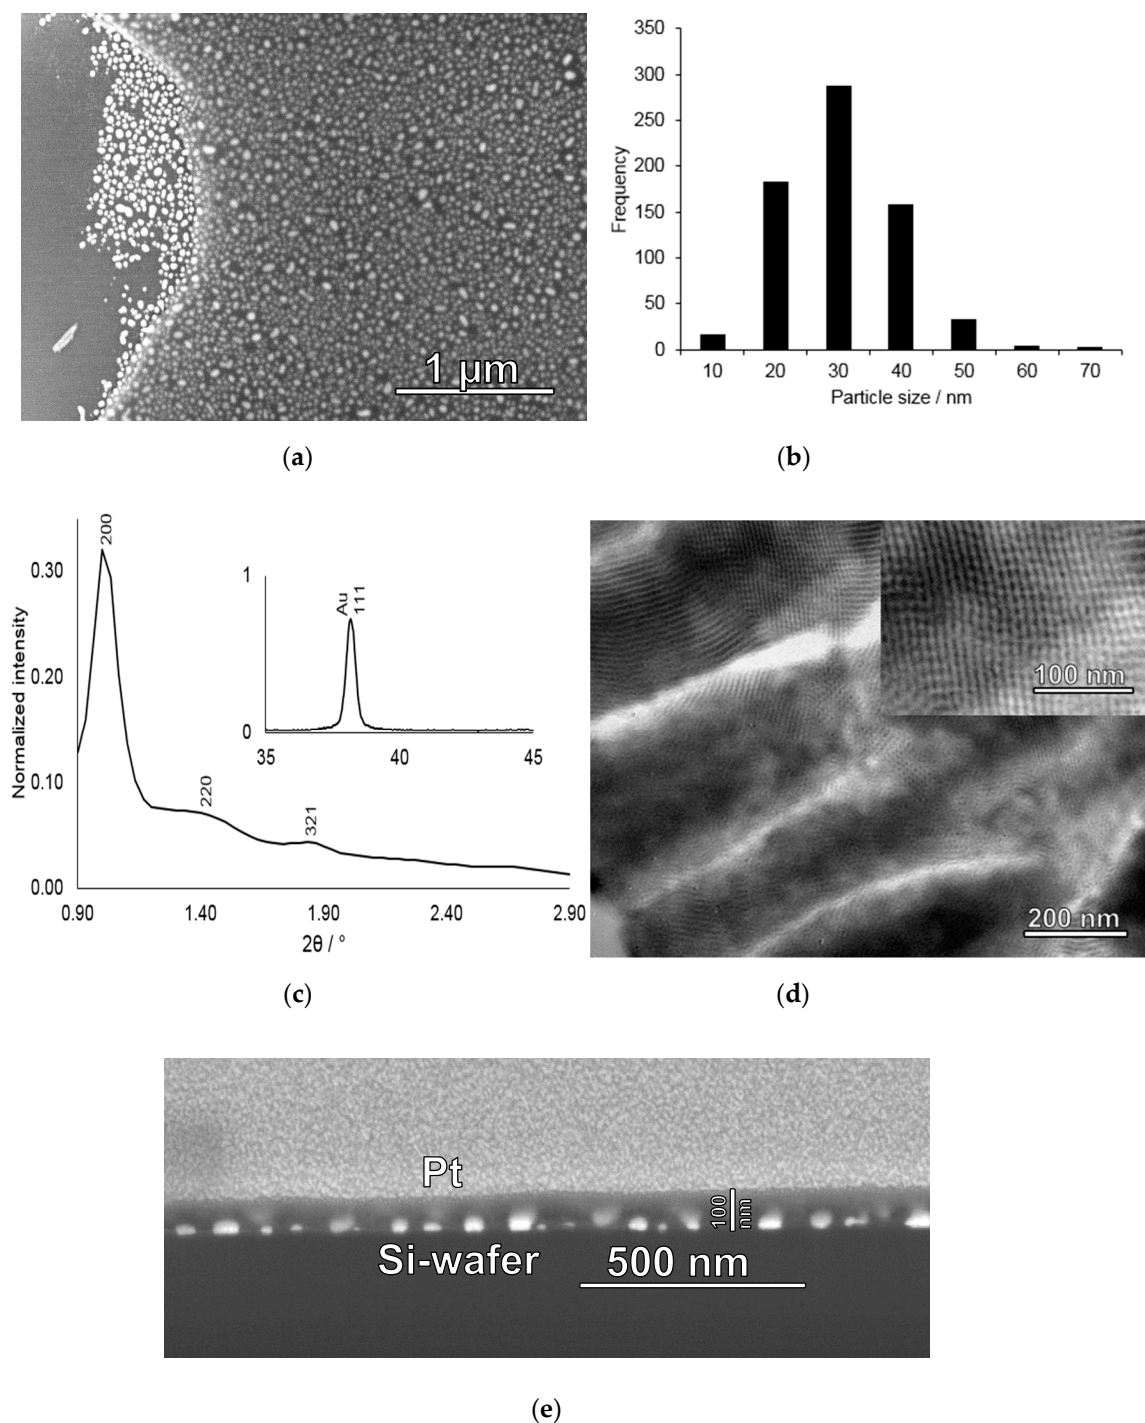 1 µm
350
300
250
200
150
100
50
0
Frequency
10 20 30 40 50 60 70
Particle size / nm
(a)
(b)
200
220
321
0.30
0.20
0.10
0.00
Normalized intensity
0.90 1.40 1.90 2.40 2.90
2θ / °
1
0
Au
111
35 40 45
100 nm
200 nm
(c)
(d)
Pt
100
nm
Si-wafer
500 nm
(e)